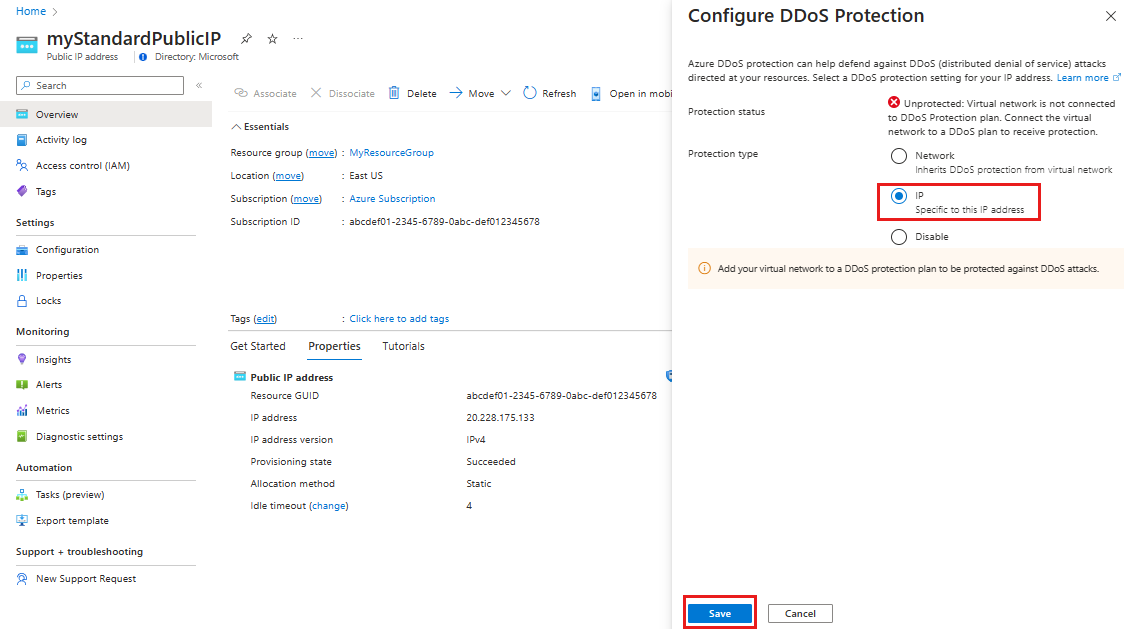 Home >
myStandardPublicIP
Public IP address
Directory: Microsoft
Search
«
Overview
Activity log
Access control (IAM)
Tags
Settings
Configuration
Properties
Locks
Monitoring
Insights
Alerts
Metrics
Diagnostic settings
Automation
Tasks (preview)
Export template
Support + troubleshooting
New Support Request
Associate Disassociate Delete Move Refresh Open in mobi
Essentials
Resource group (move) : MyResourceGroup
Location (move) : East US
Subscription (move) : Azure Subscription
Subscription ID : abcdef01-2345-6789-0abc-def012345678
Tags (edit) : Click here to add tags
Get Started Properties Tutorials
Public IP address
Resource GUID abcdef01-2345-6789-0abc-def012345678
IP address 20.228.175.133
IP address version IPv4
Provisioning state Succeeded
Allocation method Static
Idle timeout (change) 4
Configure DDoS Protection
Azure DDoS protection can help defend against DDoS (distributed denial of service) attacks
directed at your resources. Select a DDoS protection setting for your IP address. Learn more
Protection status
Unprotected: Virtual network is not connected
to DDoS Protection plan. Connect the virtual
network to a DDoS plan to receive protection.
Protection type
Network
Inherits DDoS protection from virtual network
IP
Specific to this IP address
Disable
Add your virtual network to a DDoS protection plan to be protected against DDoS attacks.
Save Cancel